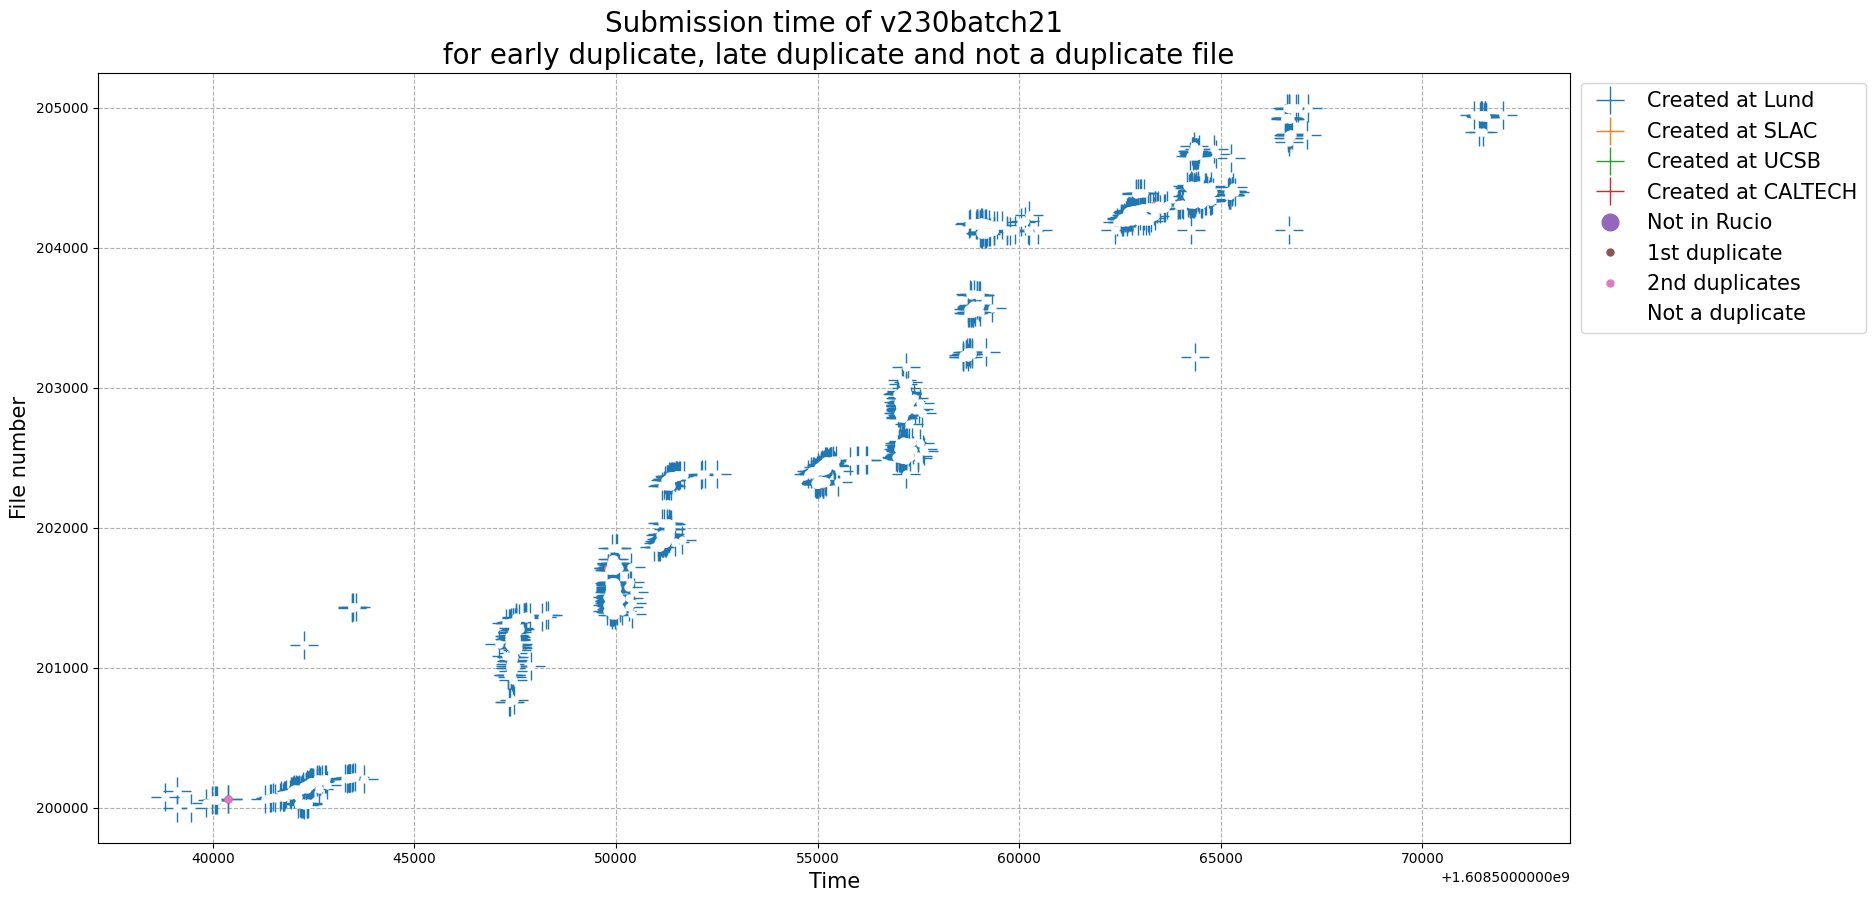 Submission time of v230batch21
for early duplicate, late duplicate and not a duplicate file
File number
205000
204000
203000
202000
201000
200000
40000 45000 50000 55000 60000 65000 70000
+1.6085000000e9
Time
Created at Lund
Created at SLAC
Created at UCSB
Created at CALTECH
Not in Rucio
1st duplicate
2nd duplicates
Not a duplicate